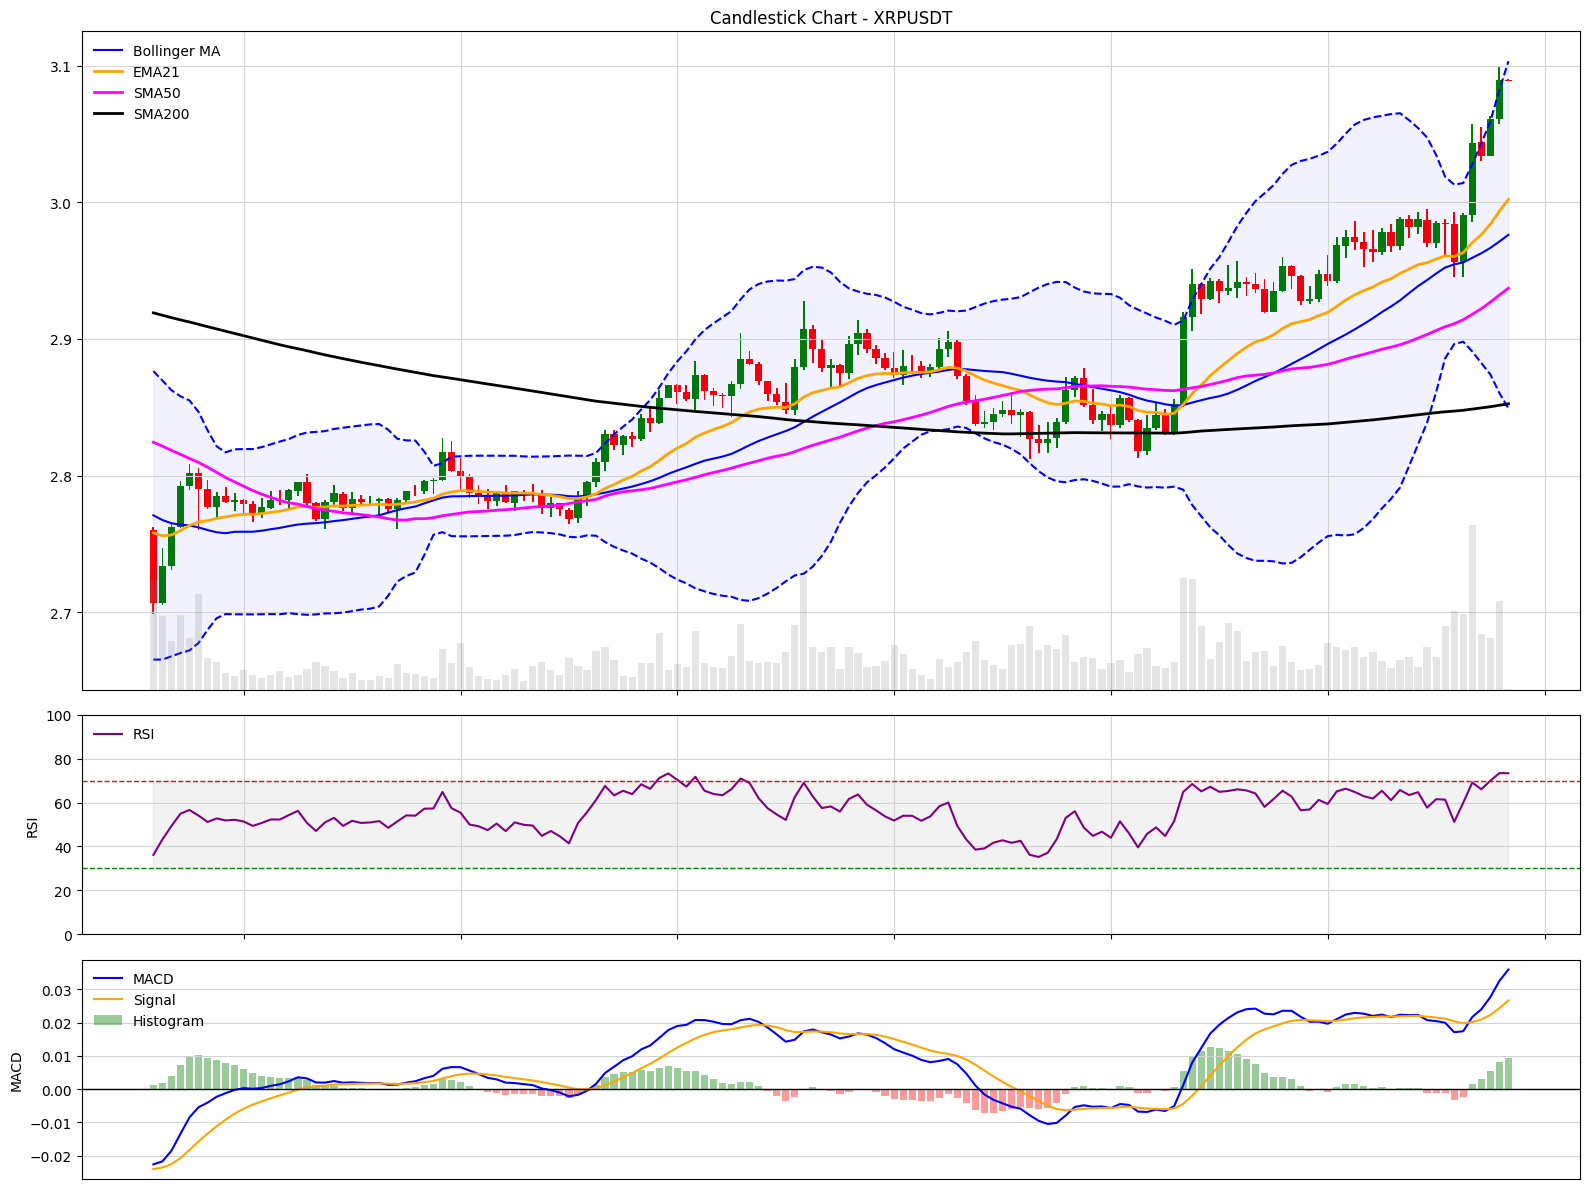 Candlestick Chart - XRPUSDT
Bollinger MA
EMA21
SMA50
SMA200
3.1
3.0
2.9
2.8
2.7
RSI
100
80
60
40
20
0
RSI
MACD
Signal
Histogram
0.03
0.02
0.01
0.00
−0.01
−0.02
MACD